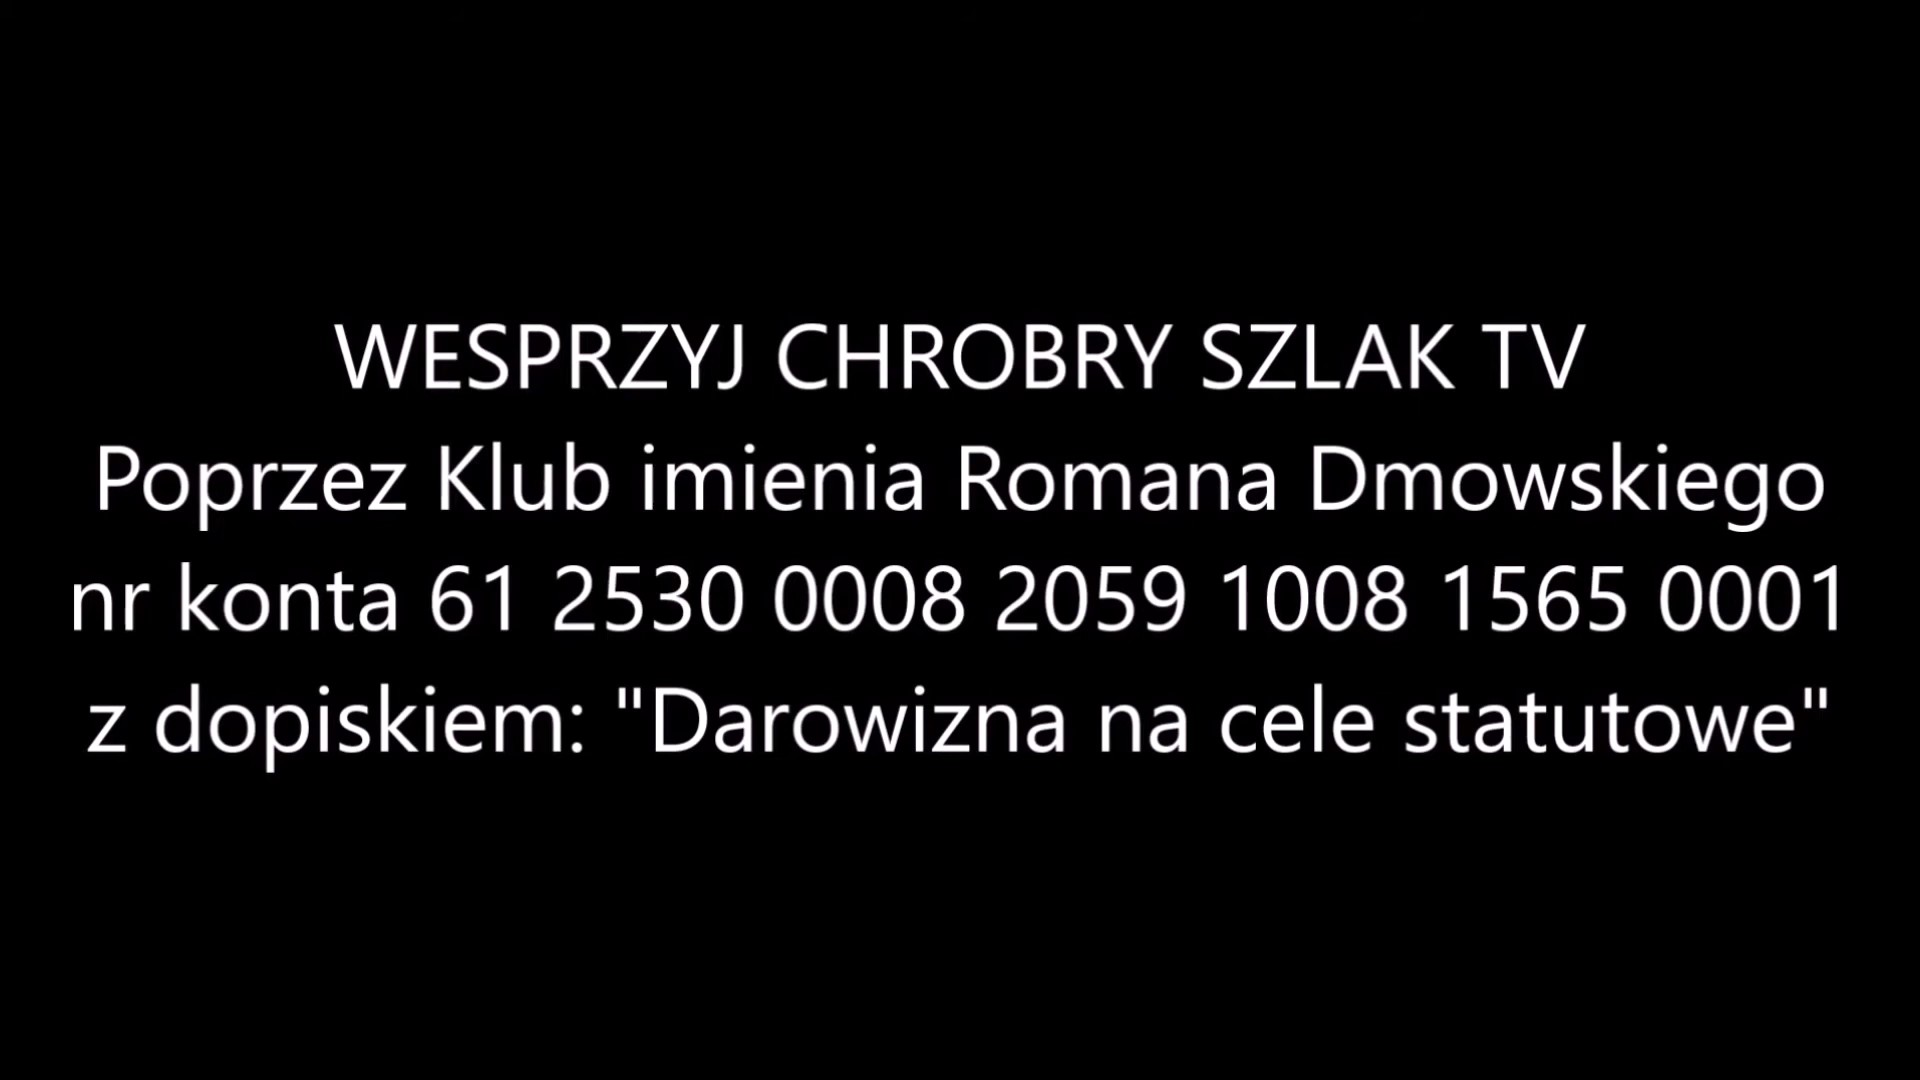 WESPRZYJ CHROBRY SZLAK TV
Poprzez Klub imienia Romana Dmowskiego
nr konta 61 2530 0008 2059 1008 1565 0001
z dopiskiem: "Darowizna na cele statutowe"